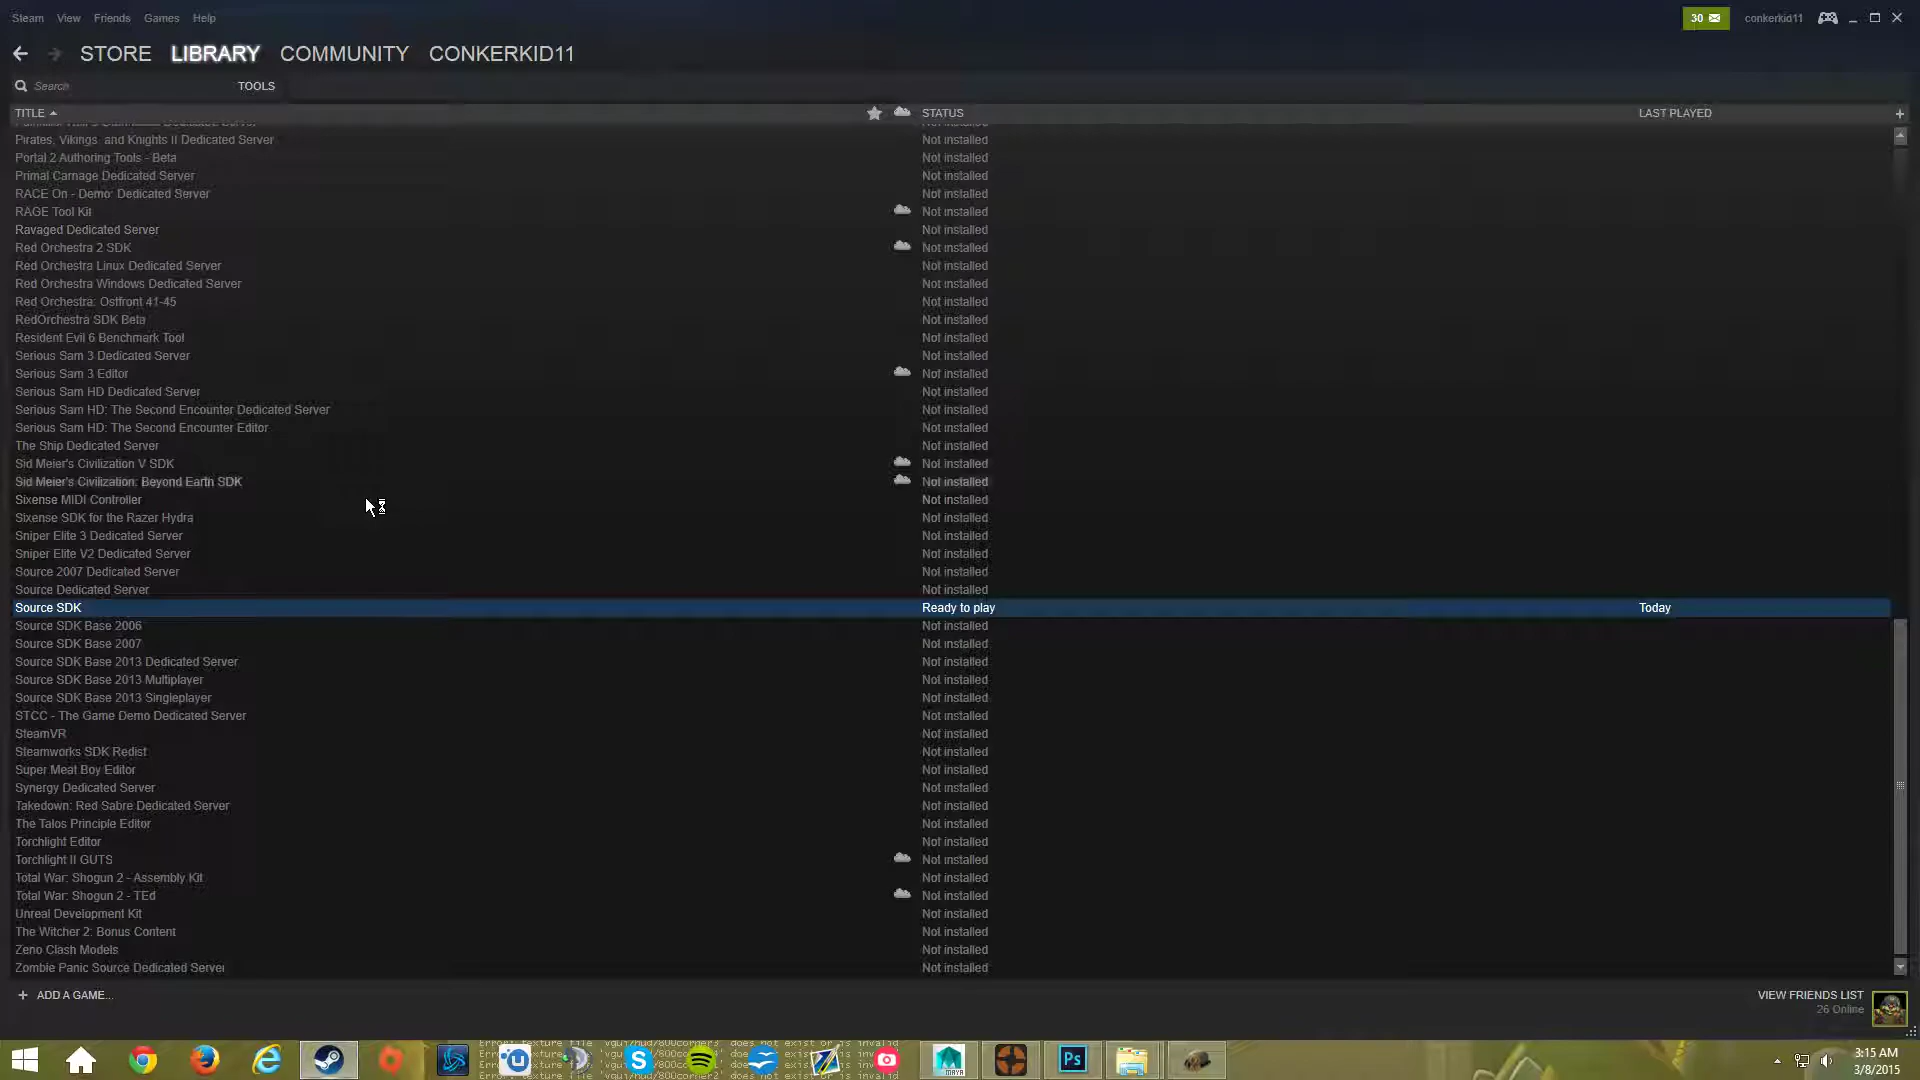 Steam View Friends Games Help 30 conkerkid11
STORE LIBRARY COMMUNITY CONKERKID11
Search TOOLS
TITLE STATUS LAST PLAYED +
Pirates, Vikings, and Knights II Dedicated Server Not installed
Portal 2 Authoring Tools - Beta Not installed
Primal Carnage Dedicated Server Not installed
RACE On - Demo: Dedicated Server Not installed
RAGE Tool Kit Not installed
Ravaged Dedicated Server Not installed
Red Orchestra 2 SDK Not installed
Red Orchestra Linux Dedicated Server Not installed
Red Orchestra Windows Dedicated Server Not installed
Red Orchestra: Ostfront 41-45 Not installed
RedOrchestra SDK Beta Not installed
Resident Evil 6 Benchmark Tool Not installed
Serious Sam 3 Dedicated Server Not installed
Serious Sam 3 Editor Not installed
Serious Sam HD Dedicated Server Not installed
Serious Sam HD: The Second Encounter Dedicated Server Not installed
Serious Sam HD: The Second Encounter Editor Not installed
The Ship Dedicated Server Not installed
Sid Meier's Civilization V SDK Not installed
Sid Meier's Civilization: Beyond Earth SDK Not installed
Sixense MIDI Controller Not installed
Sixense SDK for the Razer Hydra Not installed
Sniper Elite 3 Dedicated Server Not installed
Sniper Elite V2 Dedicated Server Not installed
Source 2007 Dedicated Server Not installed
Source Dedicated Server Not installed
Source SDK Ready to play Today
Source SDK Base 2006 Not installed
Source SDK Base 2007 Not installed
Source SDK Base 2013 Dedicated Server Not installed
Source SDK Base 2013 Multiplayer Not installed
Source SDK Base 2013 Singleplayer Not installed
STCC - The Game Demo Dedicated Server Not installed
SteamVR Not installed
Steamworks SDK Redist Not installed
Super Meat Boy Editor Not installed
Synergy Dedicated Server Not installed
Takedown: Red Sabre Dedicated Server Not installed
The Talos Principle Editor Not installed
Torchlight Editor Not installed
Torchlight II GUTS Not installed
Total War: Shogun 2 - Assembly Kit Not installed
Total War: Shogun 2 - TEd Not installed
Unreal Development Kit Not installed
The Witcher 2: Bonus Content Not installed
Zeno Clash Models Not installed
Zombie Panic Source Dedicated Server Not installed
+ ADD A GAME... VIEW FRIENDS LIST
26 Online
MAYA Ps
3:15 AM
3/8/2015